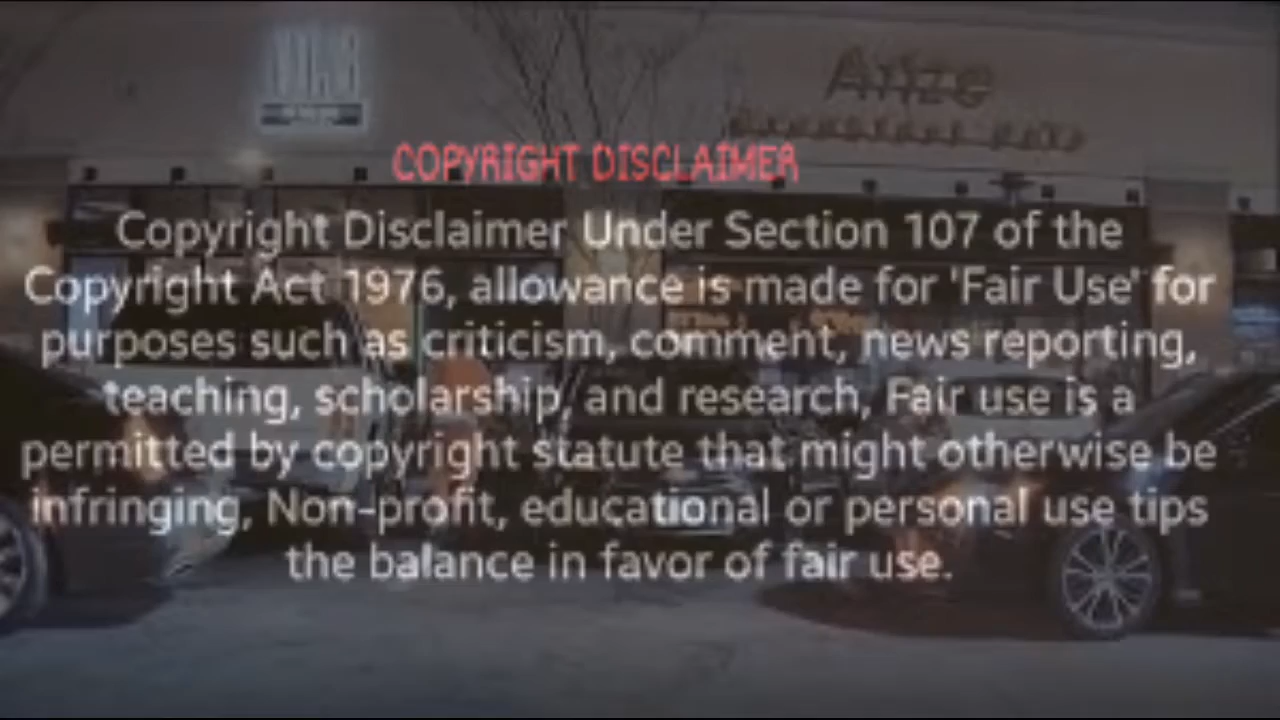 COPYRIGHT DISCLAIMER
Copyright Disclaimer Under Section 107 of the
Copyright Act 1976, allowance is made for 'Fair Use' for
purposes such as criticism, comment, news reporting,
teaching, scholarship, and research, Fair use is a
permitted by copyright statute that might otherwise be
infringing, Non-profit, educational or personal use tips
the balance in favor of fair use.